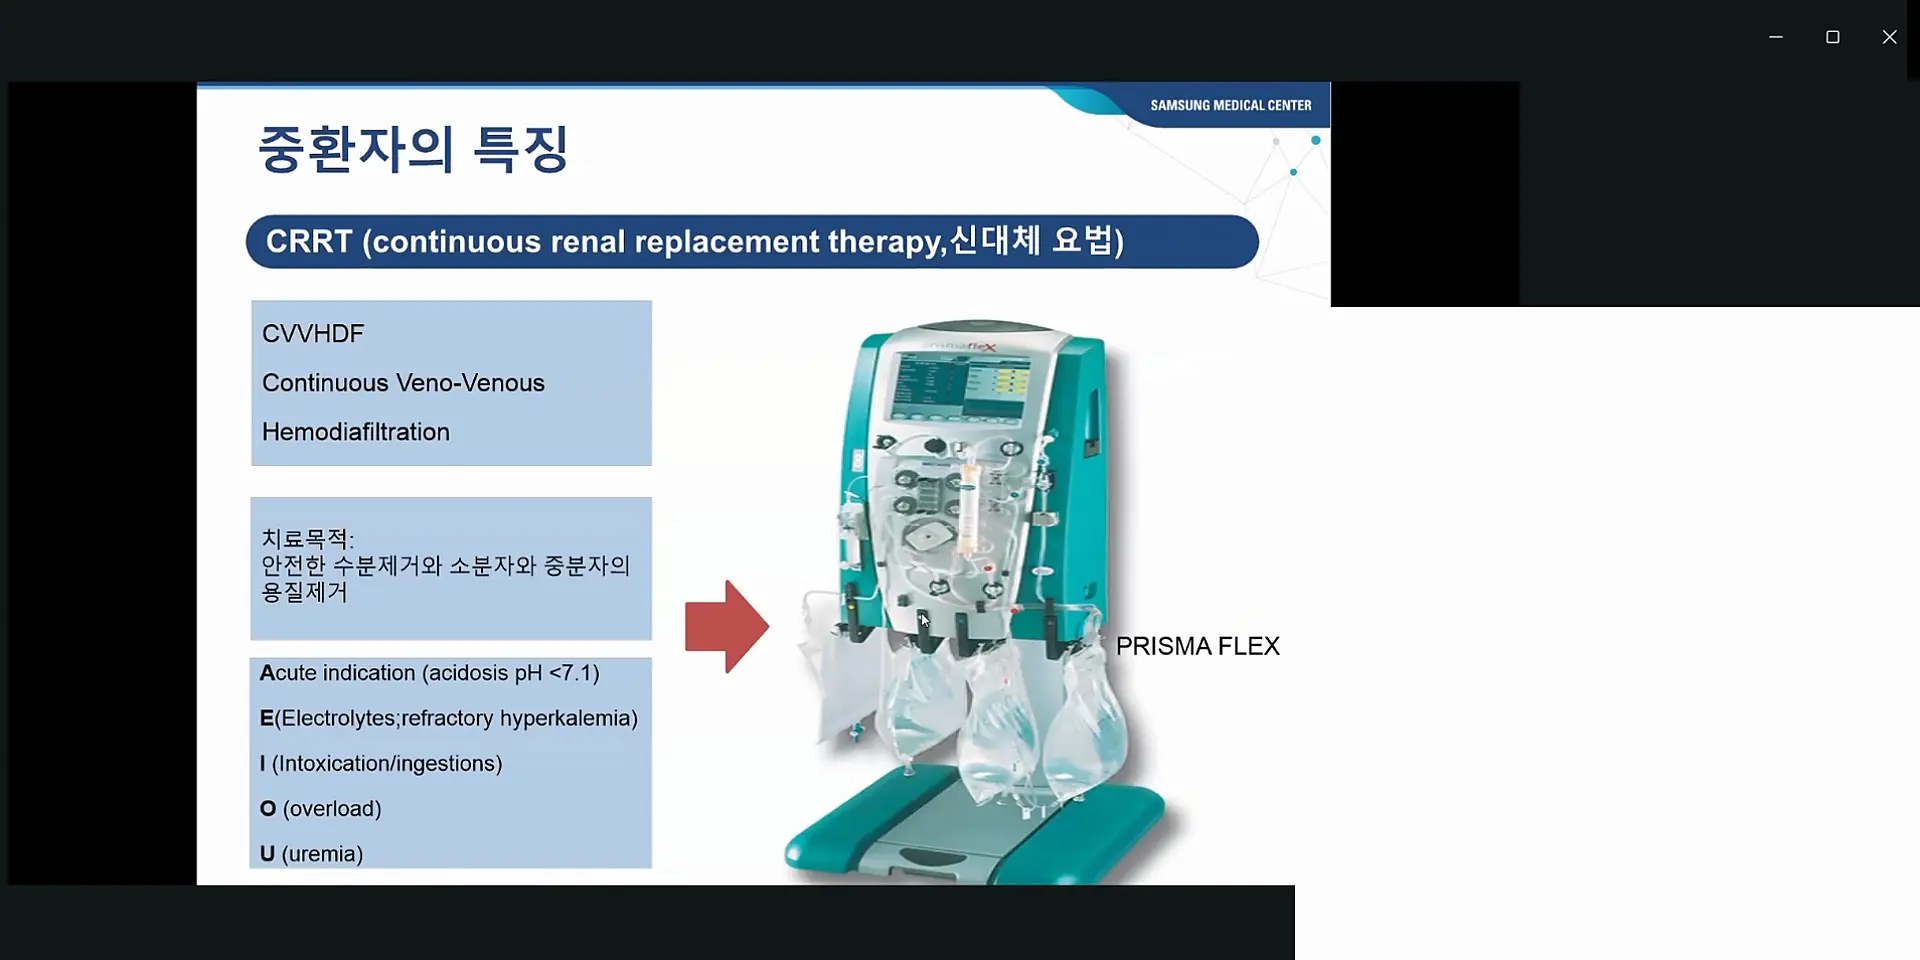 SAMSUNG MEDICAL CENTER
중환자의 특징
CRRT (continuous renal replacement therapy,신대체 요법)
CVVHDF
Continuous Veno-Venous
Hemodiafiltration
치료목적:
안전한 수분제거와 소분자와 중분자의
용질제거
Acute indication (acidosis pH <7.1)
E(Electrolytes;refractory hyperkalemia)
I (Intoxication/ingestions)
O (overload)
U (uremia)
PRISMA FLEX